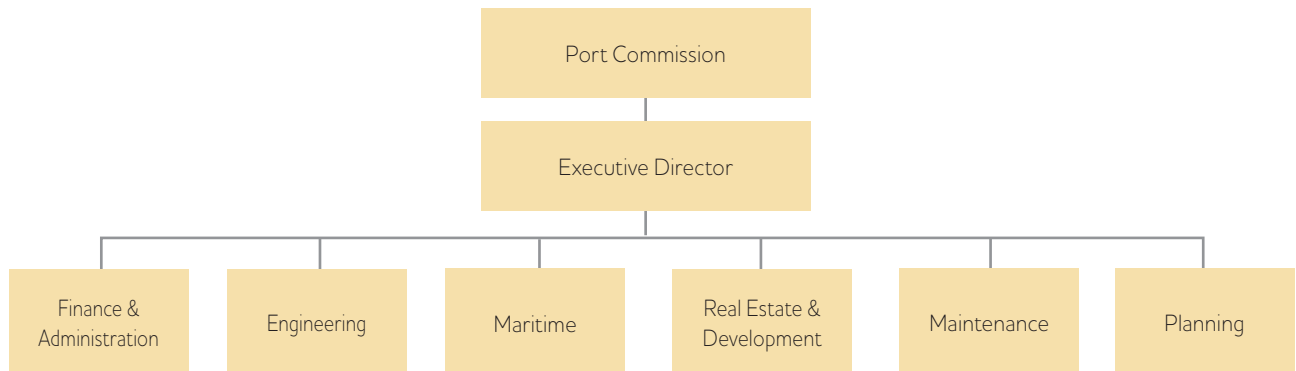 Port Commission
Executive Director
Finance &
Administration
Engineering
Maritime
Real Estate &
Development
Maintenance
Planning